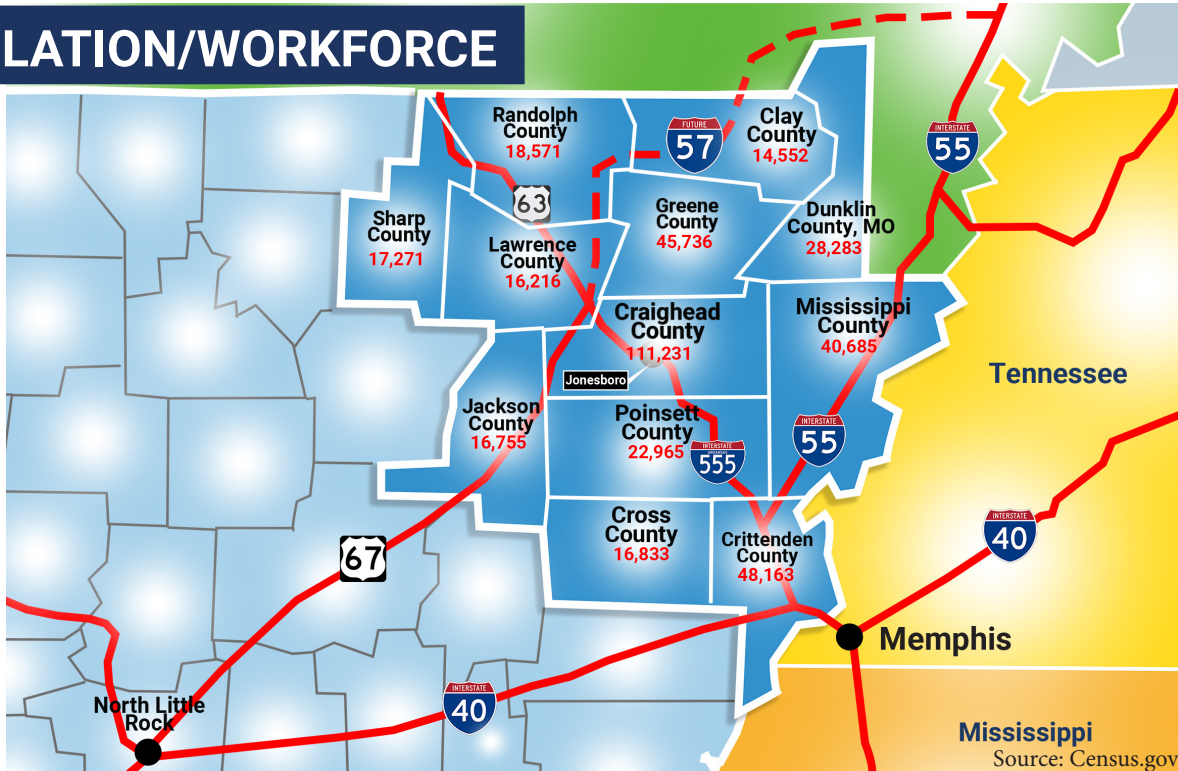 LATION/WORKFORCE
Randolph
County
18,571
FUTURE
57
Clay
County
14,552
INTERSTATE
55
63
Sharp
County
17,271
Lawrence
County
16,216
Greene
County
45,736
Dunklin
County, MO
28,283
Craighead
County
111,231
Jonesboro
Mississippi
County
40,685
Tennessee
Jackson
County
16,755
Poinsett
County
22,965
INTERSTATE
ARKANSAS
555
INTERSTATE
55
Cross
County
16,833
Crittenden
County
48,163
INTERSTATE
40
67
Memphis
North Little
Rock
INTERSTATE
40
Mississippi
Source: Census.gov